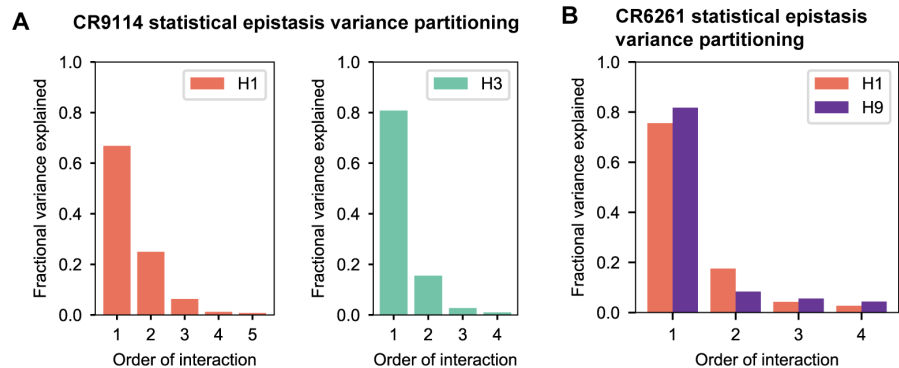 A
CR9114 statistical epistasis variance partitioning
Fractional variance explained
1.0
0.8
0.6
0.4
0.2
0.0
H1
1 2 3 4 5
Order of interaction
Fractional variance explained
1.0
0.8
0.6
0.4
0.2
0.0
H3
1 2 3 4
Order of interaction
B
CR6261 statistical epistasis
variance partitioning
Fractional variance explained
1.0
0.8
0.6
0.4
0.2
0.0
H1
H9
1 2 3 4
Order of interaction